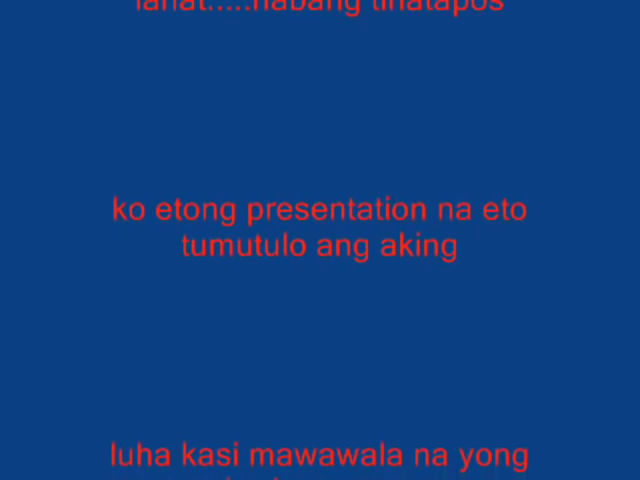 lahat.....habang tinatapos
ko etong presentation na eto
tumutulo ang aking
luha kasi mawawala na yong